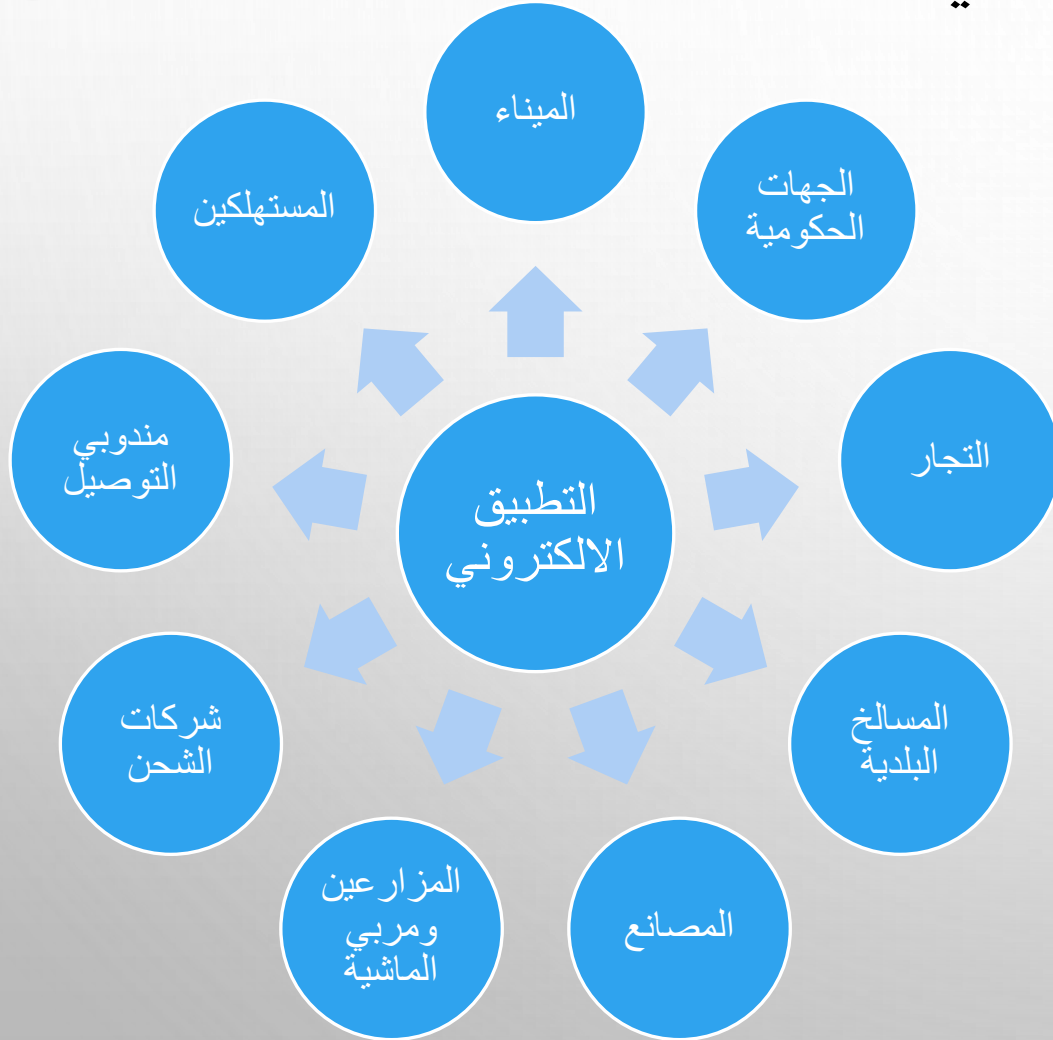 الميناء
الجهات
الحكومية
التجار
المسالخ
البلدية
المصانع
المزارعين
ومربي
الماشية
شركات
الشحن
مندوبي
التوصيل
المستهلكين
التطبيق
الالكتروني